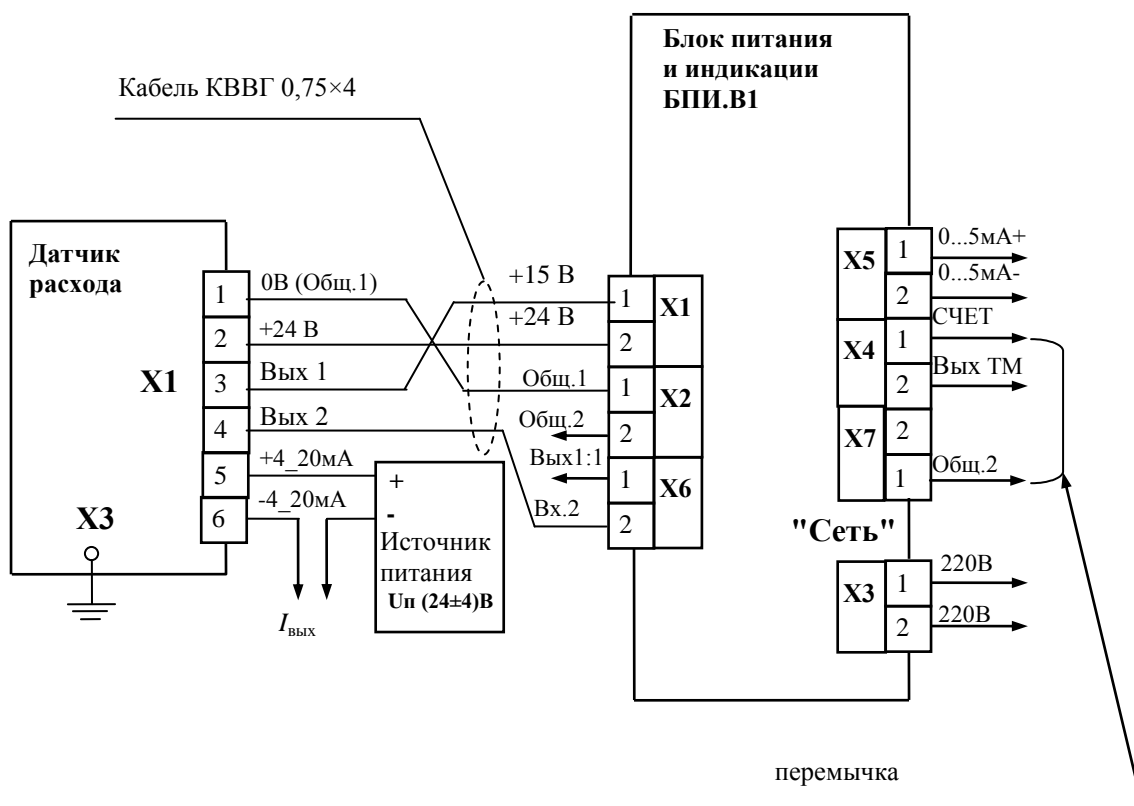 Блок питания
и индикации
БПИ.В1
Кабель КВВГ 0,75×4
Датчик
расхода
X1
X3
1
2
3
4
5
6
0В (Общ.1)
+24 В
Вых 1
Вых 2
+4_20мА
-4_20мА
Iвых
+
-
Источник
питания
Uп (24±4)В
+15 В
+24 В
Общ.1
Общ.2
Вых1:1
Вх.2
1
2
1
2
1
2
X1
X2
X6
X5
X4
X7
1
2
1
2
2
1
0...5мА+
0...5мА-
СЧЕТ
Вых ТМ
Общ.2
"Сеть"
X3
1
2
220В
220В
перемычка